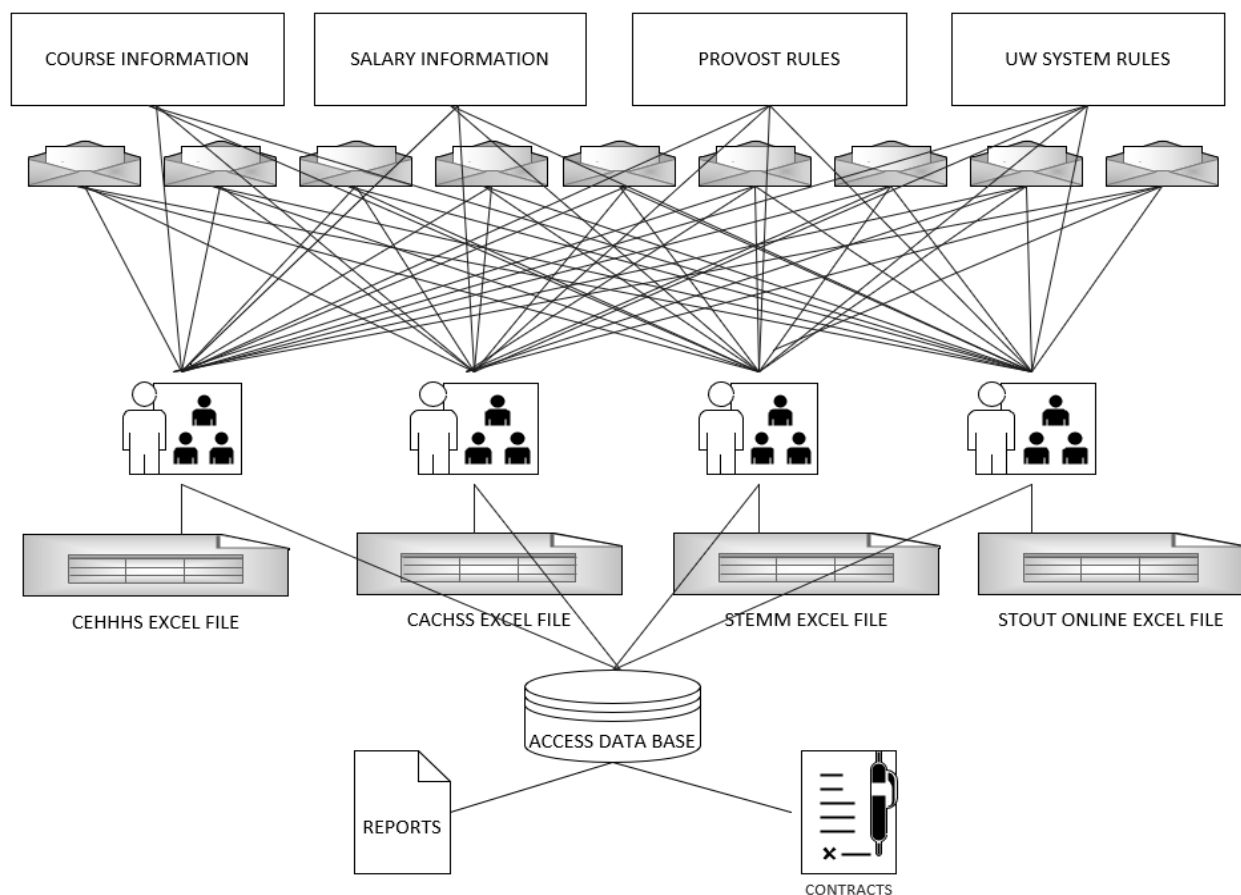 COURSE INFORMATION
SALARY INFORMATION
PROVOST RULES
UW SYSTEM RULES
CEHHHS EXCEL FILE
CACHSS EXCEL FILE
STEMM EXCEL FILE
STOUT ONLINE EXCEL FILE
ACCESS DATA BASE
REPORTS
CONTRACTS